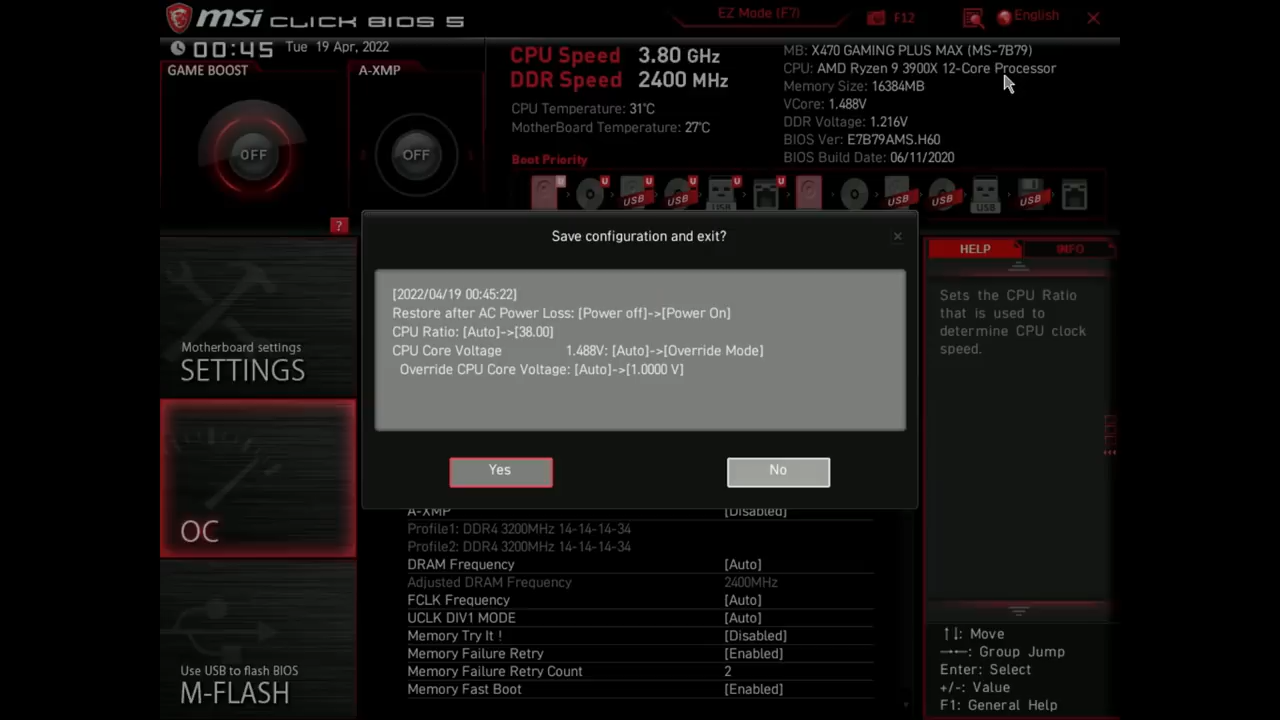 msi CLICK BIOS 5
EZ Mode (F7)
F12
English
00:45 Tue 19 Apr, 2022
GAME BOOST
OFF
A-XMP
OFF
CPU Speed 3.80 GHz
DDR Speed 2400 MHz
CPU Temperature: 31°C
MotherBoard Temperature: 27°C
MB: X470 GAMING PLUS MAX (MS-7B79)
CPU: AMD Ryzen 9 3900X 12-Core Processor
Memory Size: 16384MB
VCore: 1.488V
DDR Voltage: 1.216V
BIOS Ver: E7B79AMS.H60
BIOS Build Date: 06/11/2020
Boot Priority
U U U U U U
USB USB USB USB USB USB USB
?
Motherboard settings
SETTINGS
OC
Use USB to flash BIOS
M-FLASH
Save configuration and exit?
[2022/04/19 00:45:22]
Restore after AC Power Loss: [Power off]->[Power On]
CPU Ratio: [Auto]->[38.00]
CPU Core Voltage 1.488V: [Auto]->[Override Mode]
Override CPU Core Voltage: [Auto]->[1.0000 V]
Yes
No
A-XMP [Disabled]
Profile1: DDR4 3200MHz 14-14-14-34
Profile2: DDR4 3200MHz 14-14-14-34
DRAM Frequency [Auto]
Adjusted DRAM Frequency 2400MHz
FCLK Frequency [Auto]
UCLK DIV1 MODE [Auto]
Memory Try It ! [Disabled]
Memory Failure Retry [Enabled]
Memory Failure Retry Count 2
Memory Fast Boot [Enabled]
HELP
INFO
Sets the CPU Ratio
that is used to
determine CPU clock
speed.
↑↓: Move
→←: Group Jump
Enter: Select
+/-: Value
F1: General Help